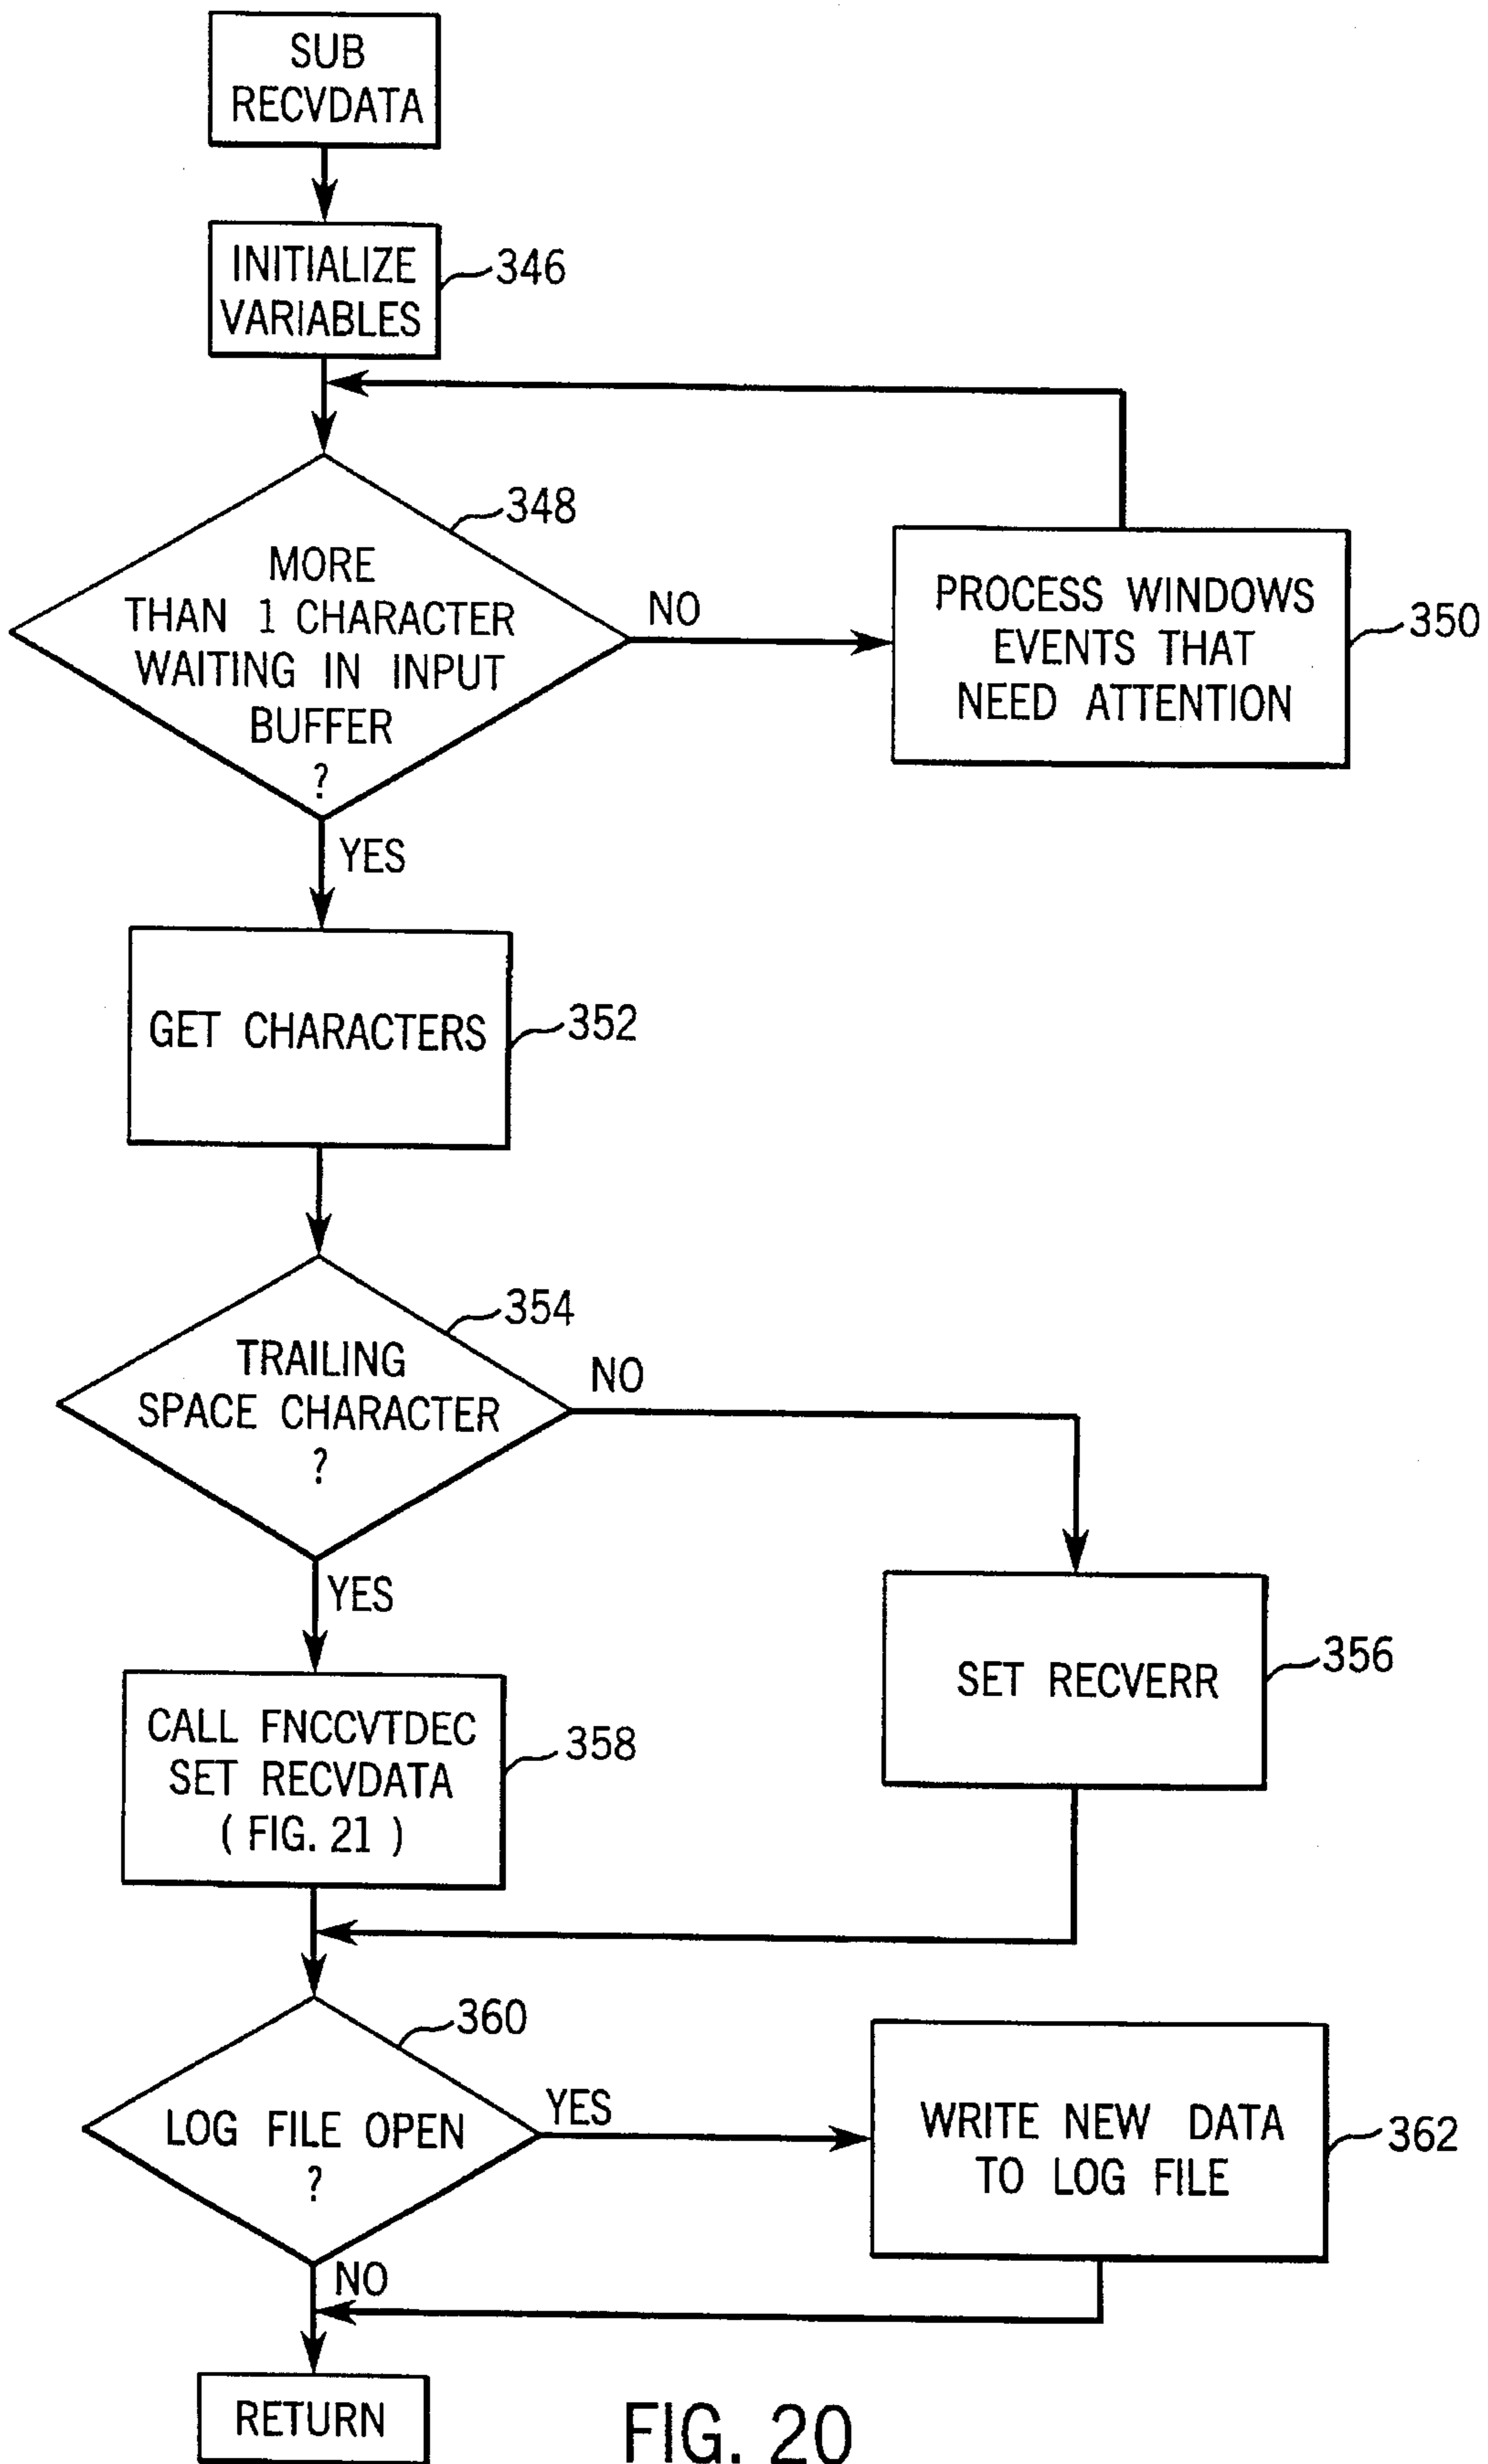 SUB
RECVDATA
INITIALIZE
VARIABLES
346
348
MORE
THAN 1 CHARACTER
WAITING IN INPUT
BUFFER
?
NO
PROCESS WINDOWS
EVENTS THAT
NEED ATTENTION
350
YES
GET CHARACTERS
352
354
TRAILING
SPACE CHARACTER
?
NO
YES
SET RECVERR
356
CALL FNCCVTDEC
SET RECVDATA
( FIG. 21 )
358
360
LOG FILE OPEN
?
YES
WRITE NEW DATA
TO LOG FILE
362
NO
RETURN
FIG. 20